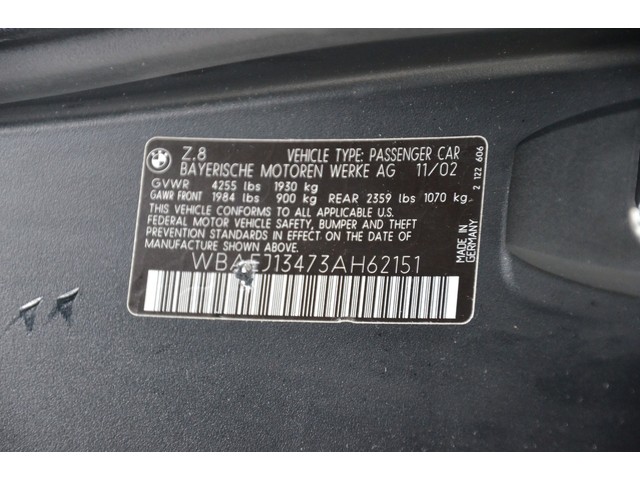 BMW
Z.8 VEHICLE TYPE: PASSENGER CAR
BAYERISCHE MOTOREN WERKE AG 11/02
GVWR 4255 lbs 1930 kg
GAWR FRONT 1984 lbs 900 kg REAR 2359 lbs 1070 kg
THIS VEHICLE CONFORMS TO ALL APPLICABLE U.S.
FEDERAL MOTOR VEHICLE SAFETY, BUMPER AND THEFT
PREVENTION STANDARDS IN EFFECT ON THE DATE OF
MANUFACTURE SHOWN ABOVE.
WBAEJ13473AH62151
MADE IN
GERMANY
2 122 606